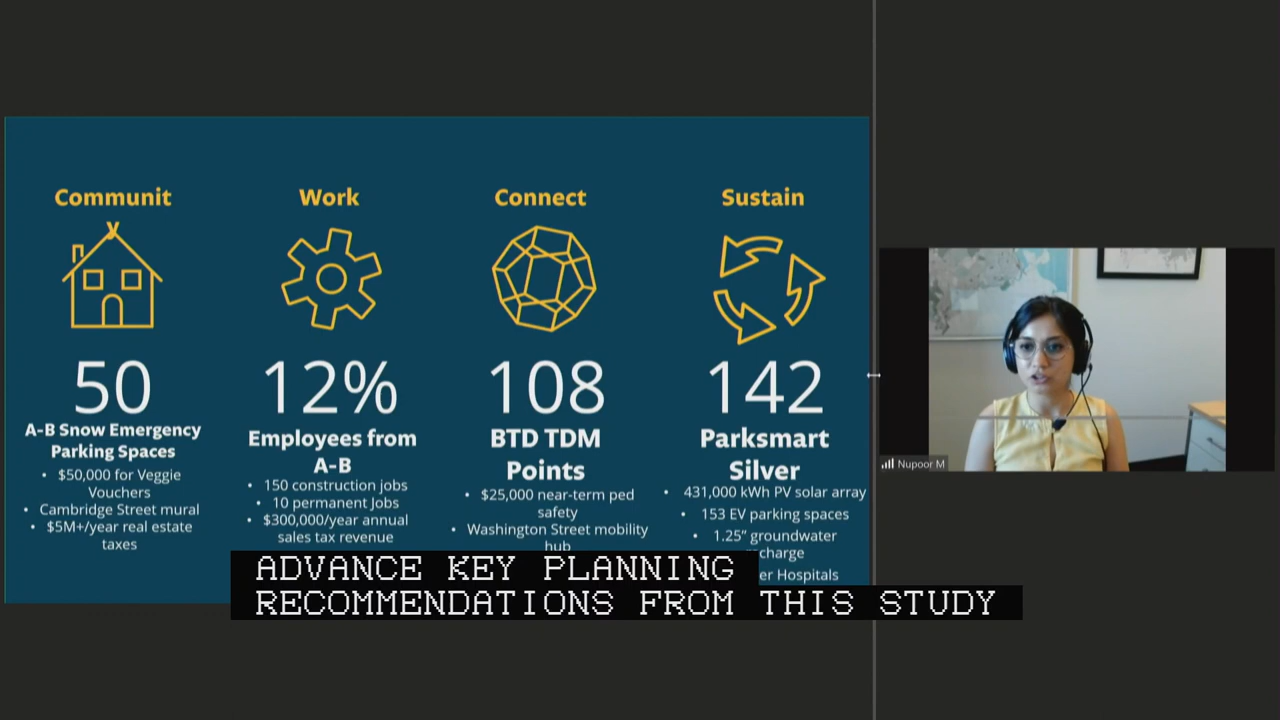 Communit
y
50
A-B Snow Emergency
Parking Spaces
• $50,000 for Veggie
Vouchers
• Cambridge Street mural
• $5M+/year real estate
taxes
Work
12%
Employees from
A-B
• 150 construction jobs
• 10 permanent Jobs
• $300,000/year annual
sales tax revenue
Connect
108
BTD TDM
Points
• $25,000 near-term ped
safety
• Washington Street mobility
hub
Sustain
142
Parksmart
Silver
• 431,000 kWh PV solar array
• 153 EV parking spaces
• 1.25” groundwater
charge
er Hospitals
ADVANCE KEY PLANNING
RECOMMENDATIONS FROM THIS STUDY
Nupoor M